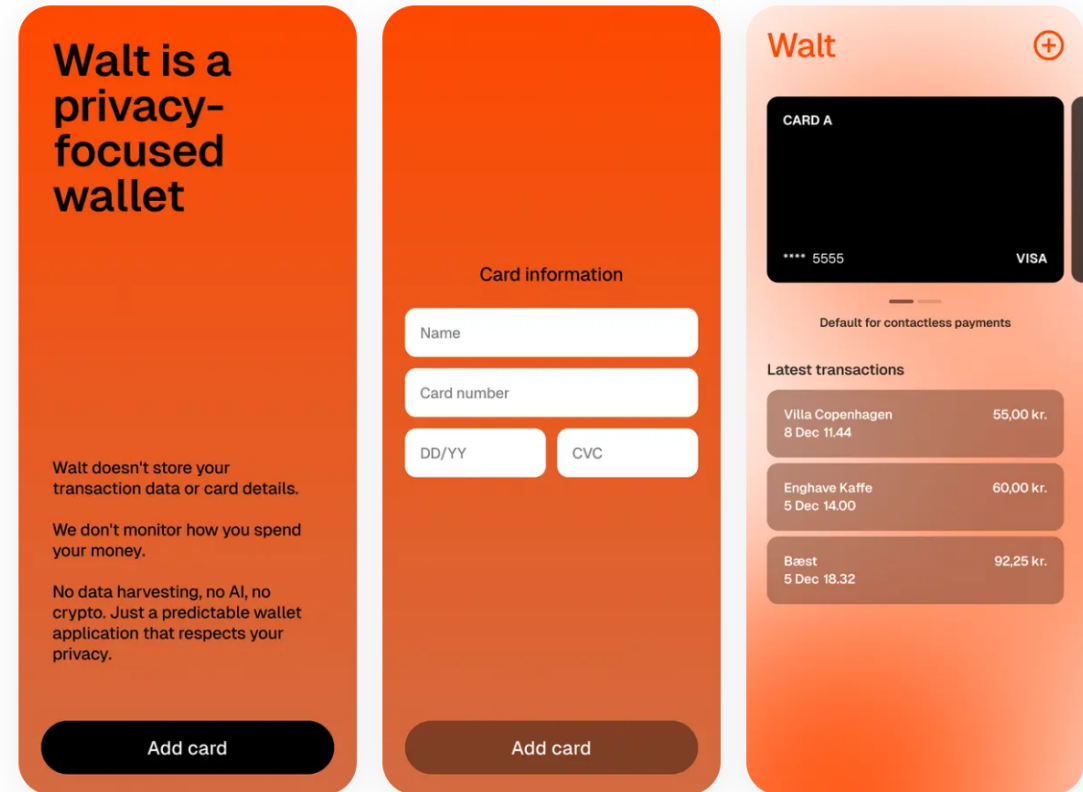 Walt is a
privacy-
focused
wallet
Walt doesn't store your
transaction data or card details.
We don't monitor how you spend
your money.
No data harvesting, no AI, no
crypto. Just a predictable wallet
application that respects your
privacy.
Add card
Card information
Name
Card number
DD/YY
CVC
Add card
Walt
CARD A
**** 5555
VISA
Default for contactless payments
Latest transactions
Villa Copenhagen
55,00 kr.
8 Dec 11.44
Enghave Kaffe
60,00 kr.
5 Dec 14.00
Bæst
92,25 kr.
5 Dec 18.32